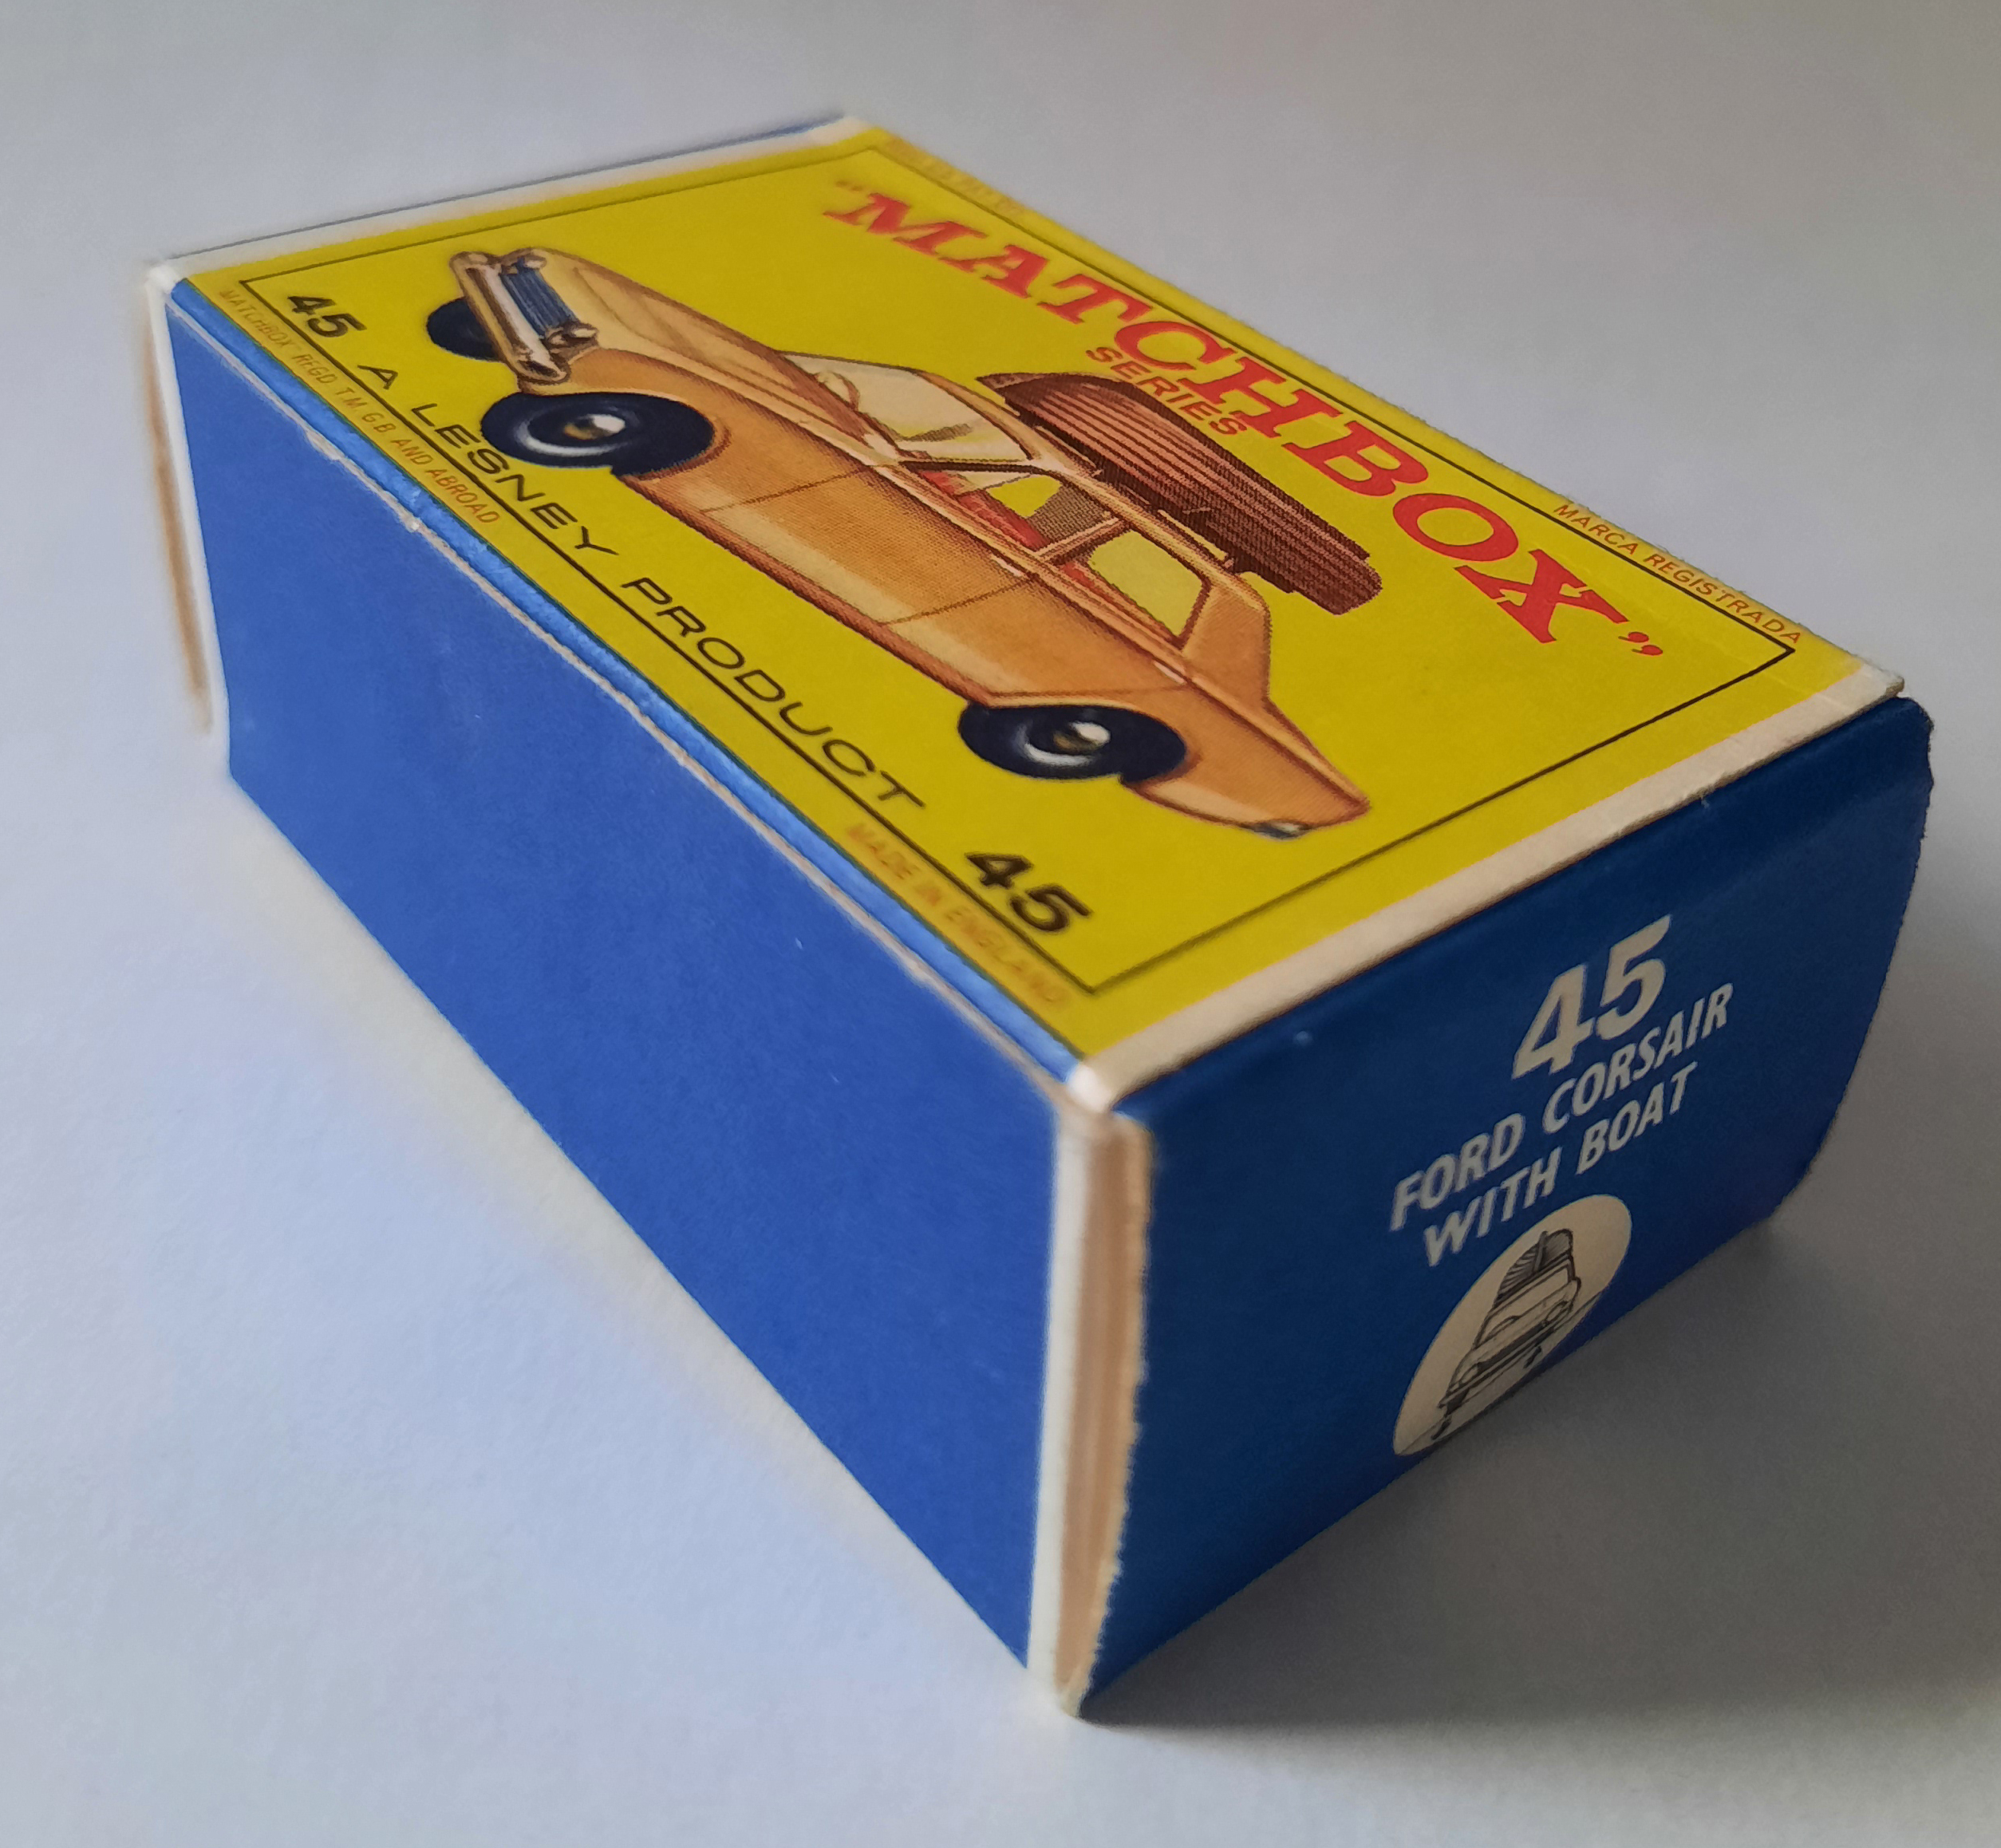 "MATCHBOX"
SERIES
MARCA REGISTRADA
45 A LESNEY PRODUCT 45
MATCHBOX REGD T.M. G.B AND ABROAD
MADE IN ENGLAND
45
FORD CORSAIR
WITH BOAT